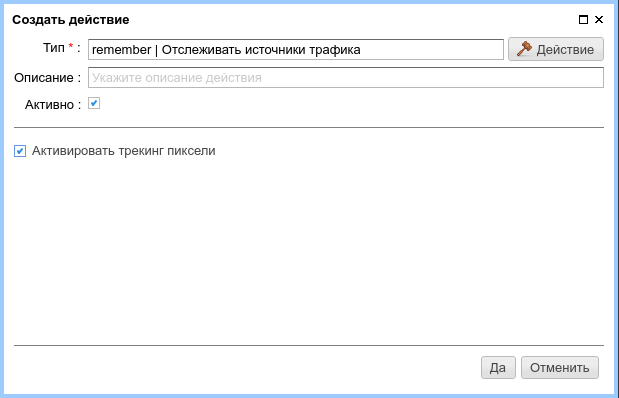 Создать действие
Тип * : remember | Отслеживать источники трафика Действие
Описание : Укажите описание действия
Активно :
Активировать трекинг пиксели
Да Отменить